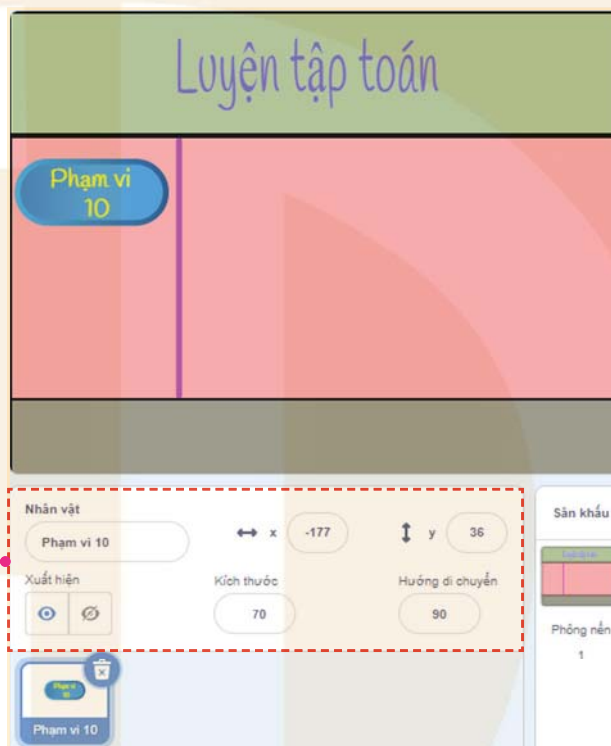 Luyện tập toán
Phạm vi
10
Nhân vật
Phạm vi 10
x -177
y 36
Xuất hiện
Kích thước
70
Hướng di chuyển
90
Sân khấu
Phông nền
1
Phạm vi 10